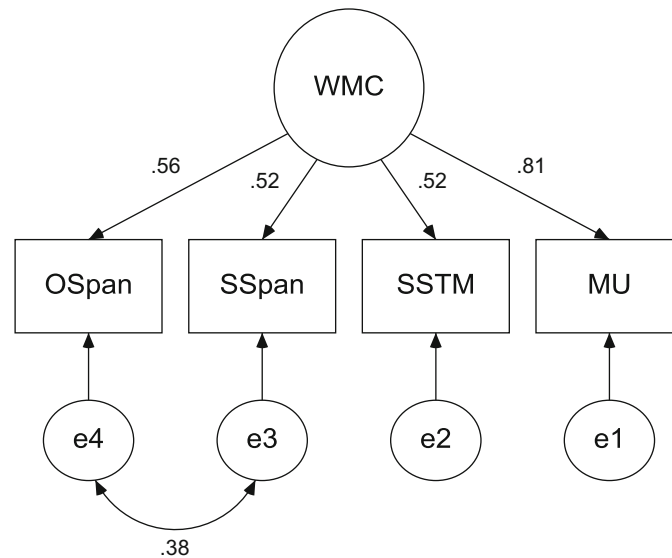 WMC
.56
.52
.52
.81
OSpan
SSpan
SSTM
MU
e4
e3
e2
e1
.38